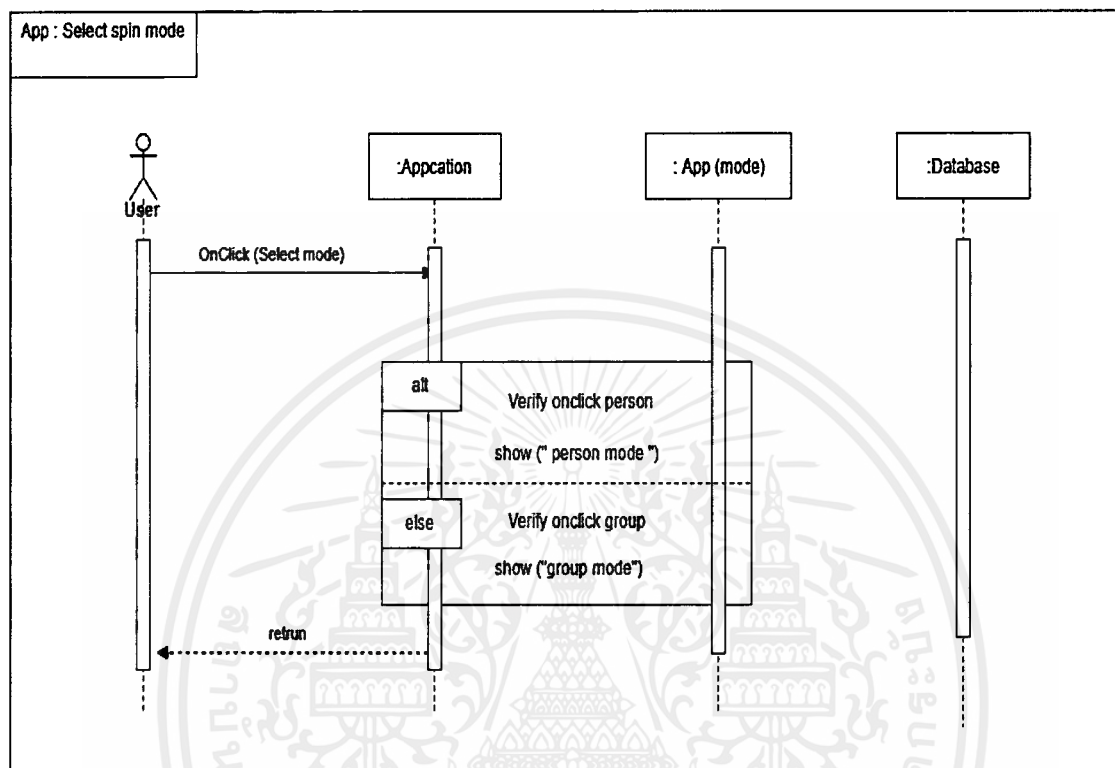 App : Select spin mode
User
:Appcation
: App (mode)
:Database
OnClick (Select mode)
alt
Verify onclick person
show (" person mode ")
else
Verify onclick group
show ("group mode")
retrun